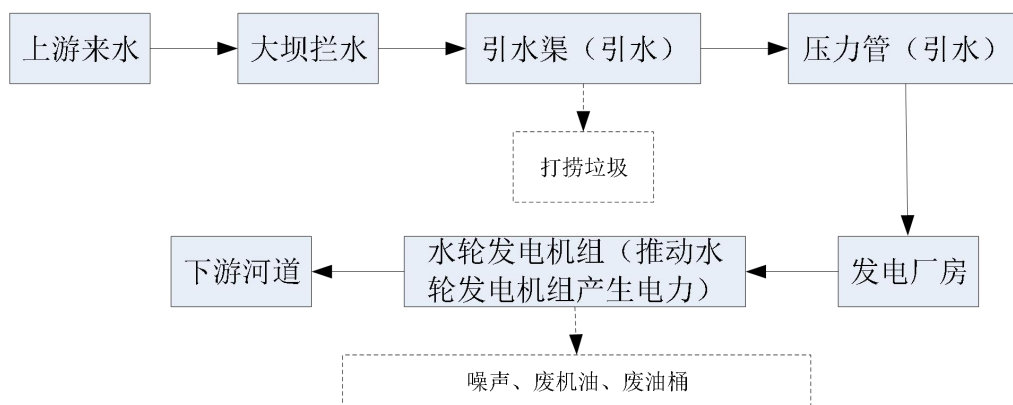 上游来水
大坝拦水
引水渠（引水）
压力管（引水）
打捞垃圾
下游河道
水轮发电机组（推动水
轮发电机组产生电力）
发电厂房
噪声、废机油、废油桶